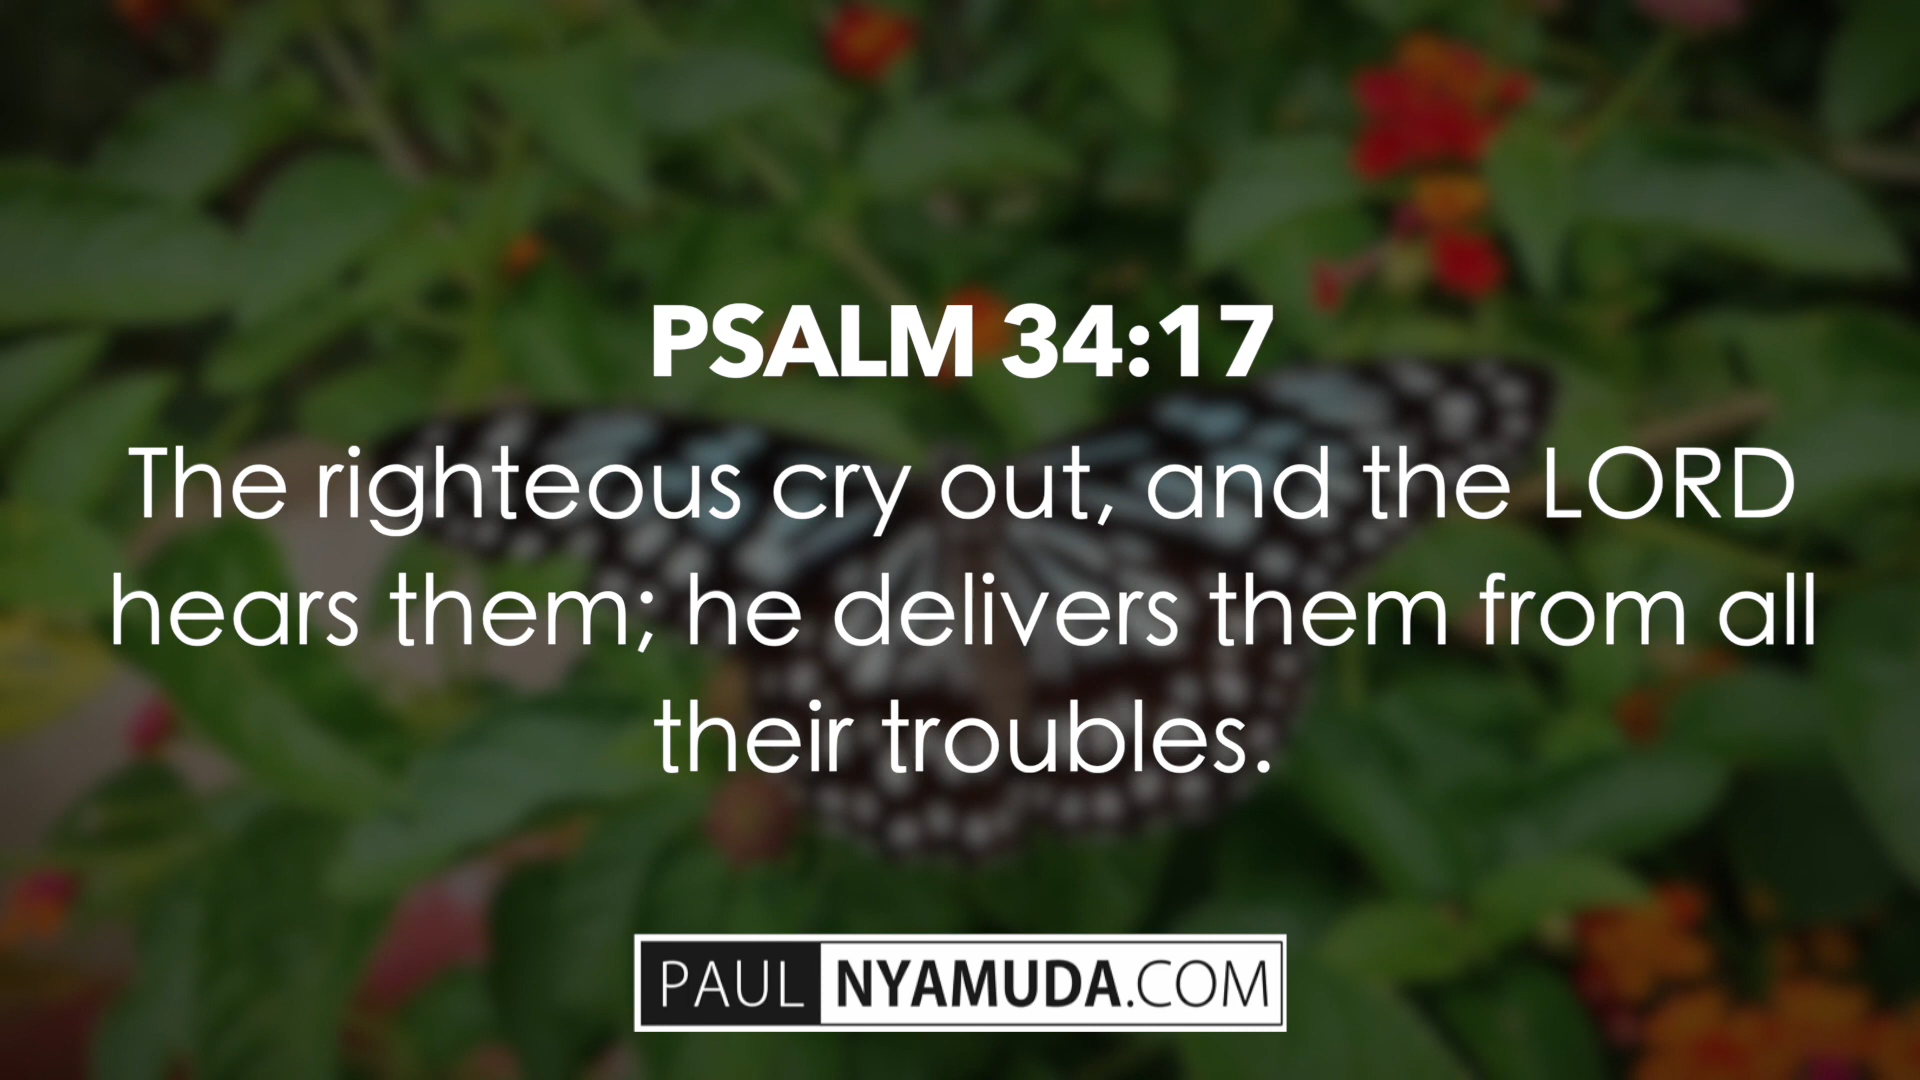 PSALM 34:17
The righteous cry out, and the LORD
hears them; he delivers them from all
their troubles.
PAUL NYAMUDA.COM